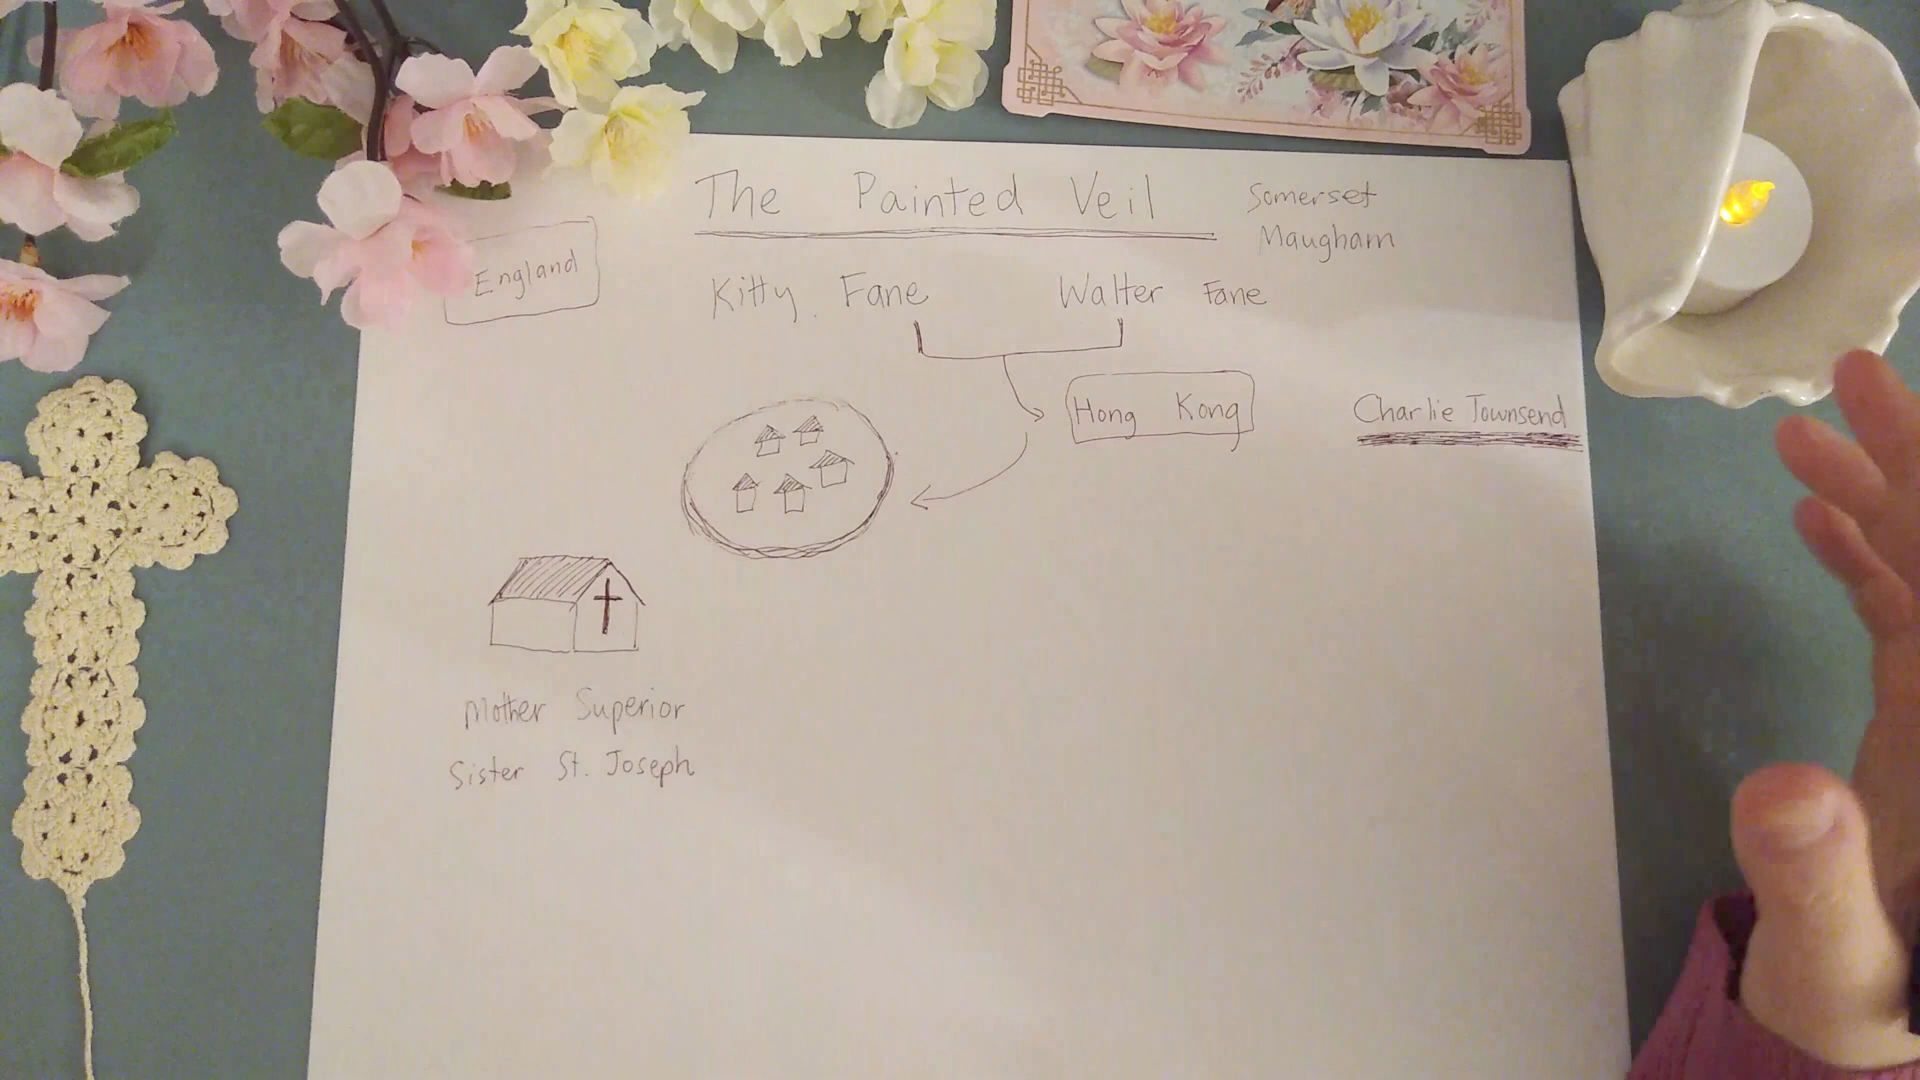 The Painted Veil
Somerset
Maugham
England
Kitty Fane
Walter Fane
Hong Kong
Charlie Townsend
Mother Superior
Sister St. Joseph